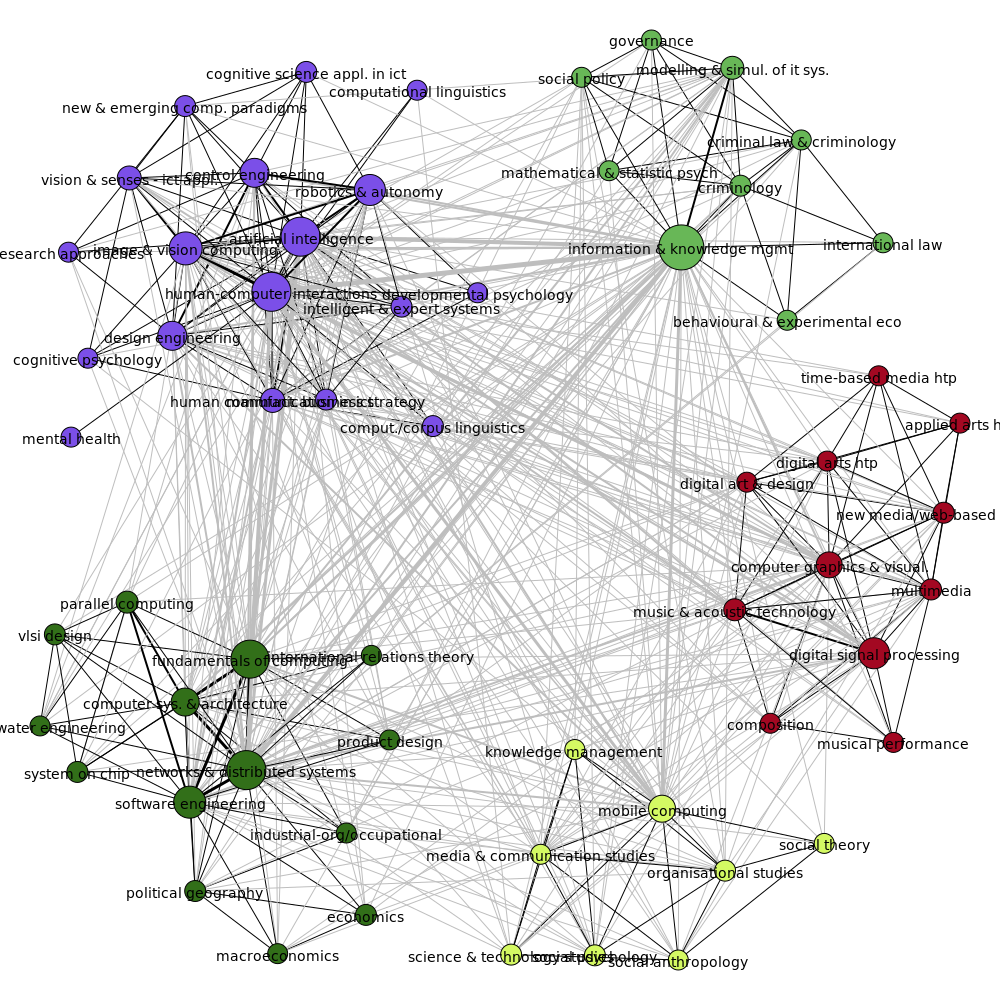 governance
modelling & simul. of it sys.
social policy
cognitive science appl. in ict
computational linguistics
new & emerging comp. paradigms
criminal law & criminology
mathematical & statistic psych
criminology
vision & senses - ict appl.
control engineering
robotics & autonomy
artificial intelligence
image & vision computing
esearch approaches
information & knowledge mgmt
international law
human-computer interactions
developmental psychology
intelligent & expert systems
behavioural & experimental eco
design engineering
cognitive psychology
time-based media htp
applied arts h
human communication in
business strategy
comput./corpus linguistics
mental health
digital arts htp
digital art & design
new media/web-based
computer graphics & visual.
multimedia
parallel computing
music & acoustic technology
vlsi design
fundamentals of computing
international relations theory
digital signal processing
computer sys. & architecture
water engineering
composition
product design
musical performance
knowledge management
system on chip
networks & distributed systems
software engineering
mobile computing
industrial-org/occupational
social theory
media & communication studies
organisational studies
political geography
economics
macroeconomics
science & technology studies
social psychology
social anthropology